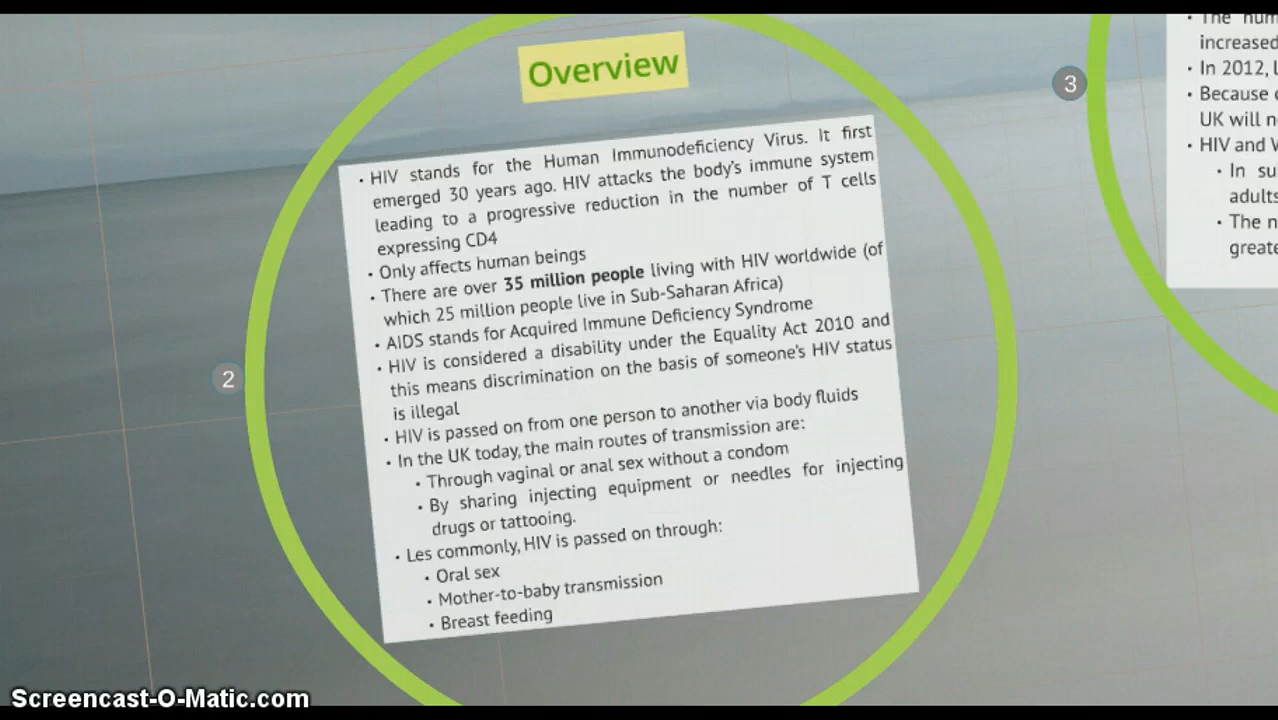 Overview
• HIV stands for the Human Immunodeficiency Virus. It first
emerged 30 years ago. HIV attacks the body's immune system
leading to a progressive reduction in the number of T cells
expressing CD4
• Only affects human beings
• There are over 35 million people living with HIV worldwide (of
which 25 million people live in Sub-Saharan Africa)
• AIDS stands for Acquired Immune Deficiency Syndrome
• HIV is considered a disability under the Equality Act 2010 and
this means discrimination on the basis of someone's HIV status
is illegal
• HIV is passed on from one person to another via body fluids
• In the UK today, the main routes of transmission are:
• Through vaginal or anal sex without a condom
• By sharing injecting equipment or needles for injecting
drugs or tattooing.
• Les commonly, HIV is passed on through:
• Oral sex
• Mother-to-baby transmission
• Breast feeding
2
3
• The
increased
• In 2012,
• Because
UK will
• HIV and
• In
adults
• The
Screencast-O-Matic.com